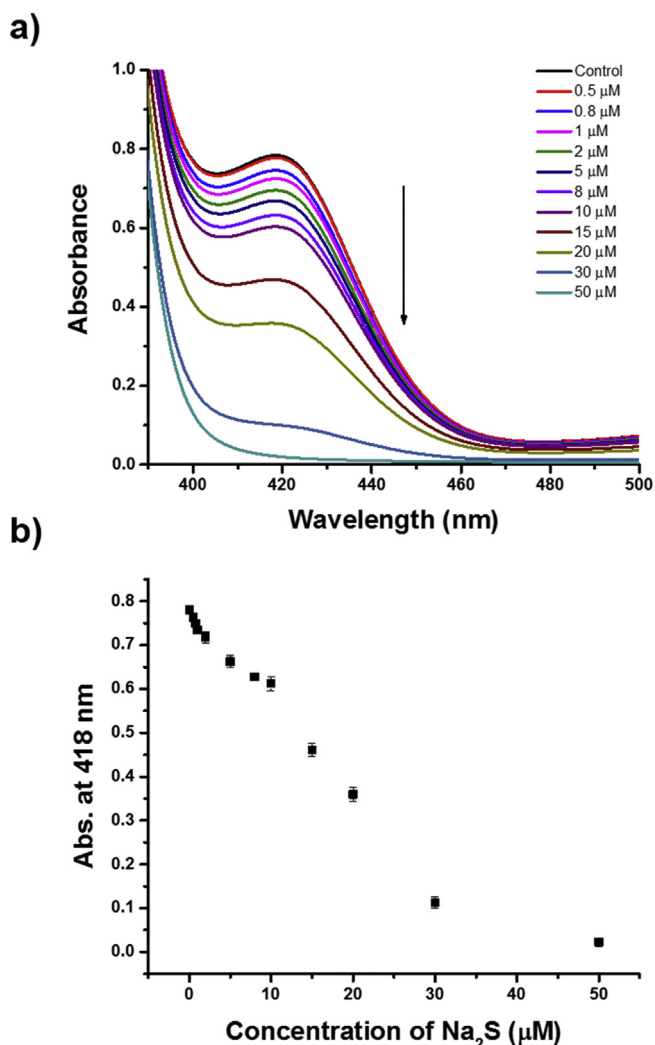 a)
1.0
0.8
0.6
0.4
0.2
0.0
Absorbance
400
420
440
460
480
500
Wavelength (nm)
Control
0.5 μM
0.8 μM
1 μM
2 μM
5 μM
8 μM
10 μM
15 μM
20 μM
30 μM
50 μM
b)
0.8
0.7
0.6
0.5
0.4
0.3
0.2
0.1
0.0
Abs. at 418 nm
0
10
20
30
40
50
Concentration of Na₂S (μM)